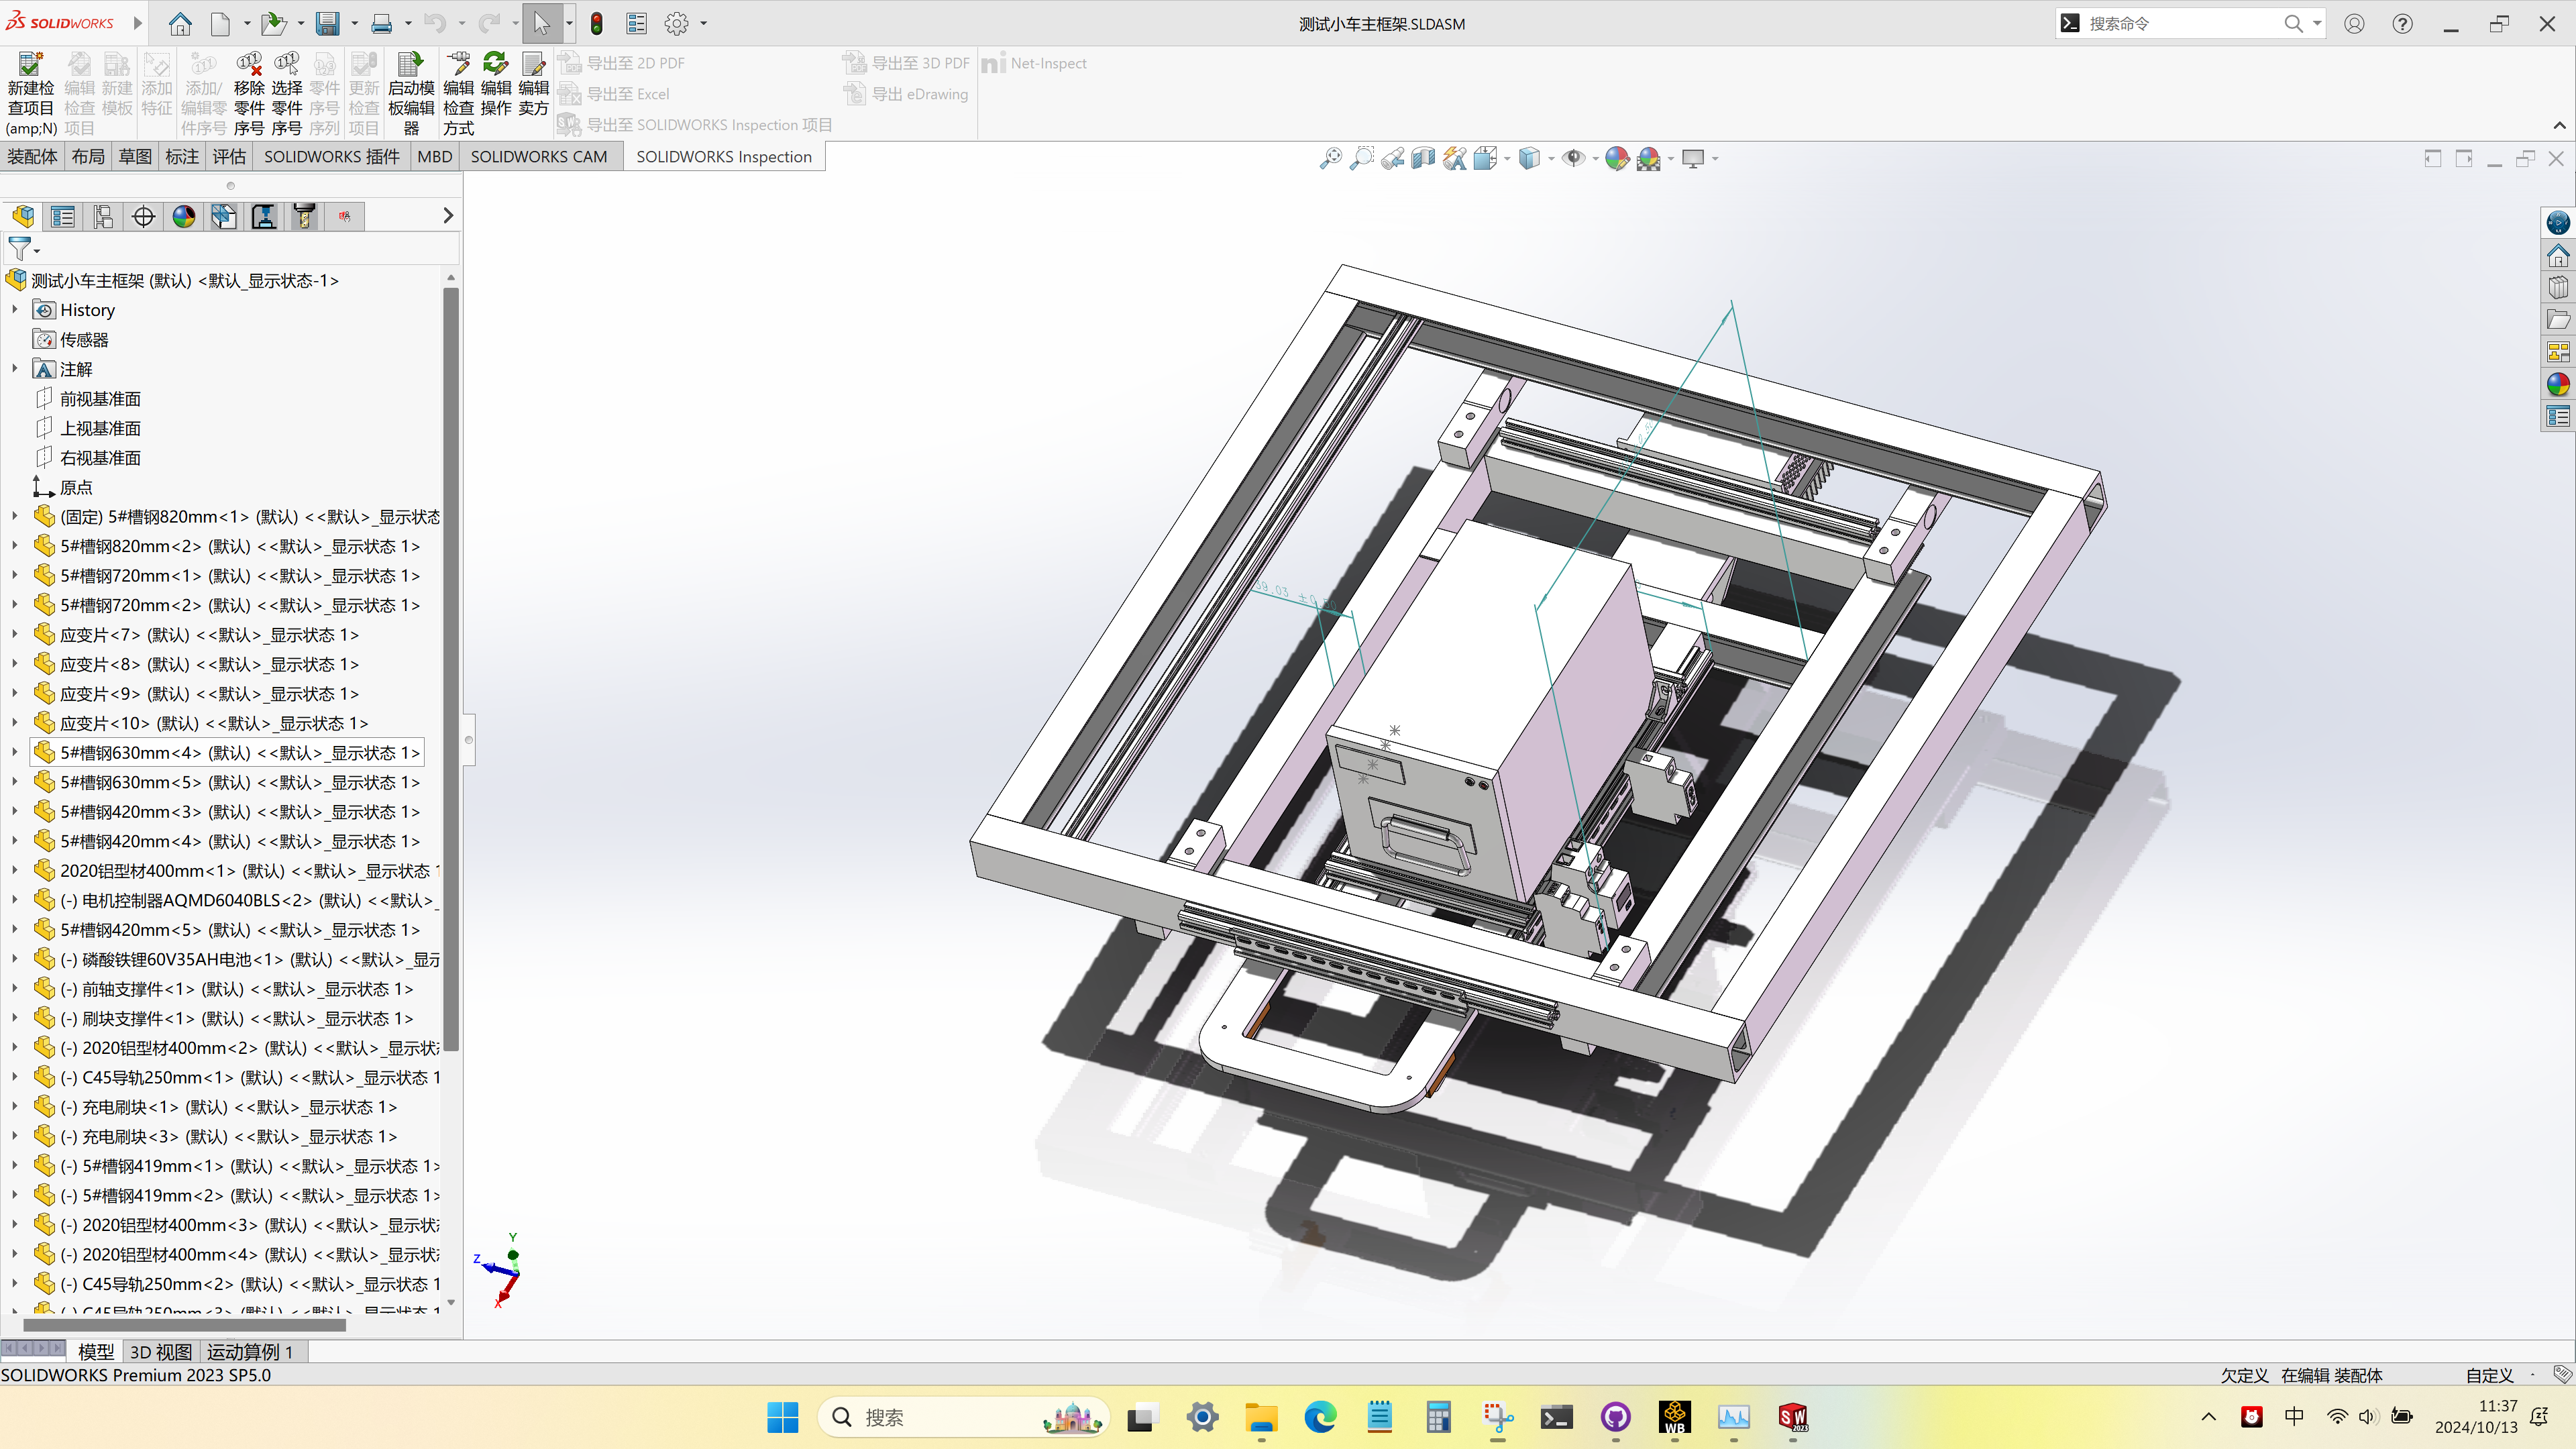 SOLIDWORKS
测试小车主框架.SLDASM
搜索命令
新建检查项目(amp;N)
编辑检查项目
新建模板
添加特征
添加/编辑零件序号
移除零件序号
选择零件序号
零件序号序列
更新检查项目
启动模板编辑器
编辑检查方式
编辑操作
编辑卖方
导出至 2D PDF
导出至 Excel
导出至 SOLIDWORKS Inspection 项目
导出至 3D PDF
导出 eDrawing
Net-Inspect
装配体 布局 草图 标注 评估 SOLIDWORKS 插件 MBD SOLIDWORKS CAM SOLIDWORKS Inspection
测试小车主框架 (默认) <默认_显示状态-1>
History
传感器
注解
前视基准面
上视基准面
右视基准面
原点
(固定) 5#槽钢820mm<1> (默认) <<默认>_显示状态
5#槽钢820mm<2> (默认) <<默认>_显示状态 1>
5#槽钢720mm<1> (默认) <<默认>_显示状态 1>
5#槽钢720mm<2> (默认) <<默认>_显示状态 1>
应变片<7> (默认) <<默认>_显示状态 1>
应变片<8> (默认) <<默认>_显示状态 1>
应变片<9> (默认) <<默认>_显示状态 1>
应变片<10> (默认) <<默认>_显示状态 1>
5#槽钢630mm<4> (默认) <<默认>_显示状态 1>
5#槽钢630mm<5> (默认) <<默认>_显示状态 1>
5#槽钢420mm<3> (默认) <<默认>_显示状态 1>
5#槽钢420mm<4> (默认) <<默认>_显示状态 1>
2020铝型材400mm<1> (默认) <<默认>_显示状态 1
(-) 电机控制器AQMD6040BLS<2> (默认) <<默认>_
5#槽钢420mm<5> (默认) <<默认>_显示状态 1>
(-) 磷酸铁锂60V35AH电池<1> (默认) <<默认>_显示
(-) 前轴支撑件<1> (默认) <<默认>_显示状态 1>
(-) 刷块支撑件<1> (默认) <<默认>_显示状态 1>
(-) 2020铝型材400mm<2> (默认) <<默认>_显示状态
(-) C45导轨250mm<1> (默认) <<默认>_显示状态 1
(-) 充电刷块<1> (默认) <<默认>_显示状态 1>
(-) 充电刷块<3> (默认) <<默认>_显示状态 1>
(-) 5#槽钢419mm<1> (默认) <<默认>_显示状态 1>
(-) 5#槽钢419mm<2> (默认) <<默认>_显示状态 1>
(-) 2020铝型材400mm<3> (默认) <<默认>_显示状态
(-) 2020铝型材400mm<4> (默认) <<默认>_显示状态
(-) C45导轨250mm<2> (默认) <<默认>_显示状态 1
(-) C45导轨250mm<3> (默认) <<默认>_显示状态 1
Y
Z
X
模型 3D 视图 运动算例 1
SOLIDWORKS Premium 2023 SP5.0
欠定义 在编辑 装配体 自定义
搜索
WB
SW
2023
中
11:37
2024/10/13